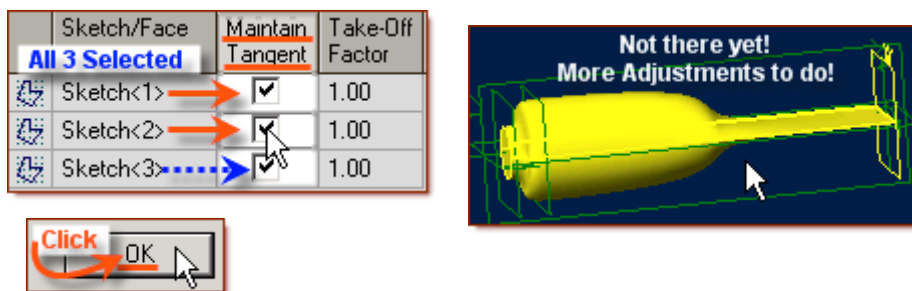 Sketch/Face Maintain Tangent Take-Off Factor
All 3 Selected
Sketch<1> 1.00
Sketch<2> 1.00
Sketch<3> 1.00
Click OK
Not there yet!
More Adjustments to do!